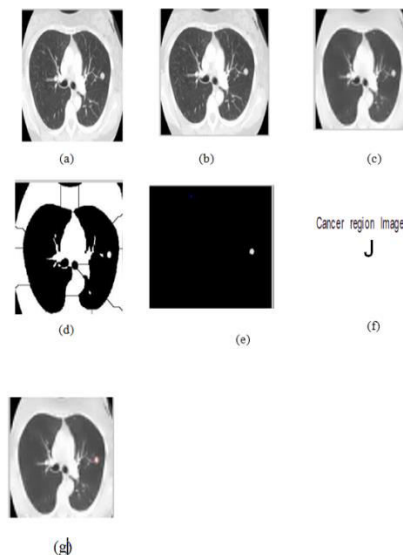 (a)
(b)
(c)
(d)
(e)
Cancer region Image
J
(f)
(g)